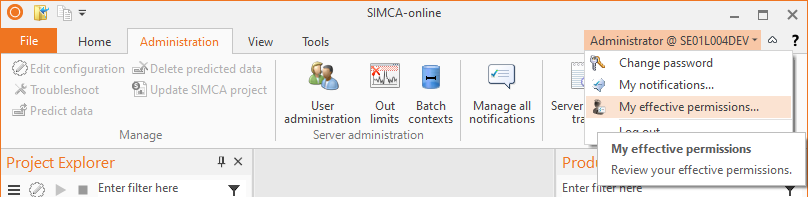 SIMCA-online
File Home Administration View Tools Administrator @ SE01L004DEV ?
Edit configuration Delete predicted data
Troubleshoot Update SIMCA project
Predict data
Manage
User administration
Out limits
Batch contexts
Server administration
Manage all notifications
Server
tra
Change password
My notifications...
My effective permissions...
Log out
My effective permissions
Review your effective permissions.
Project Explorer
Enter filter here
Produ
Enter filter here